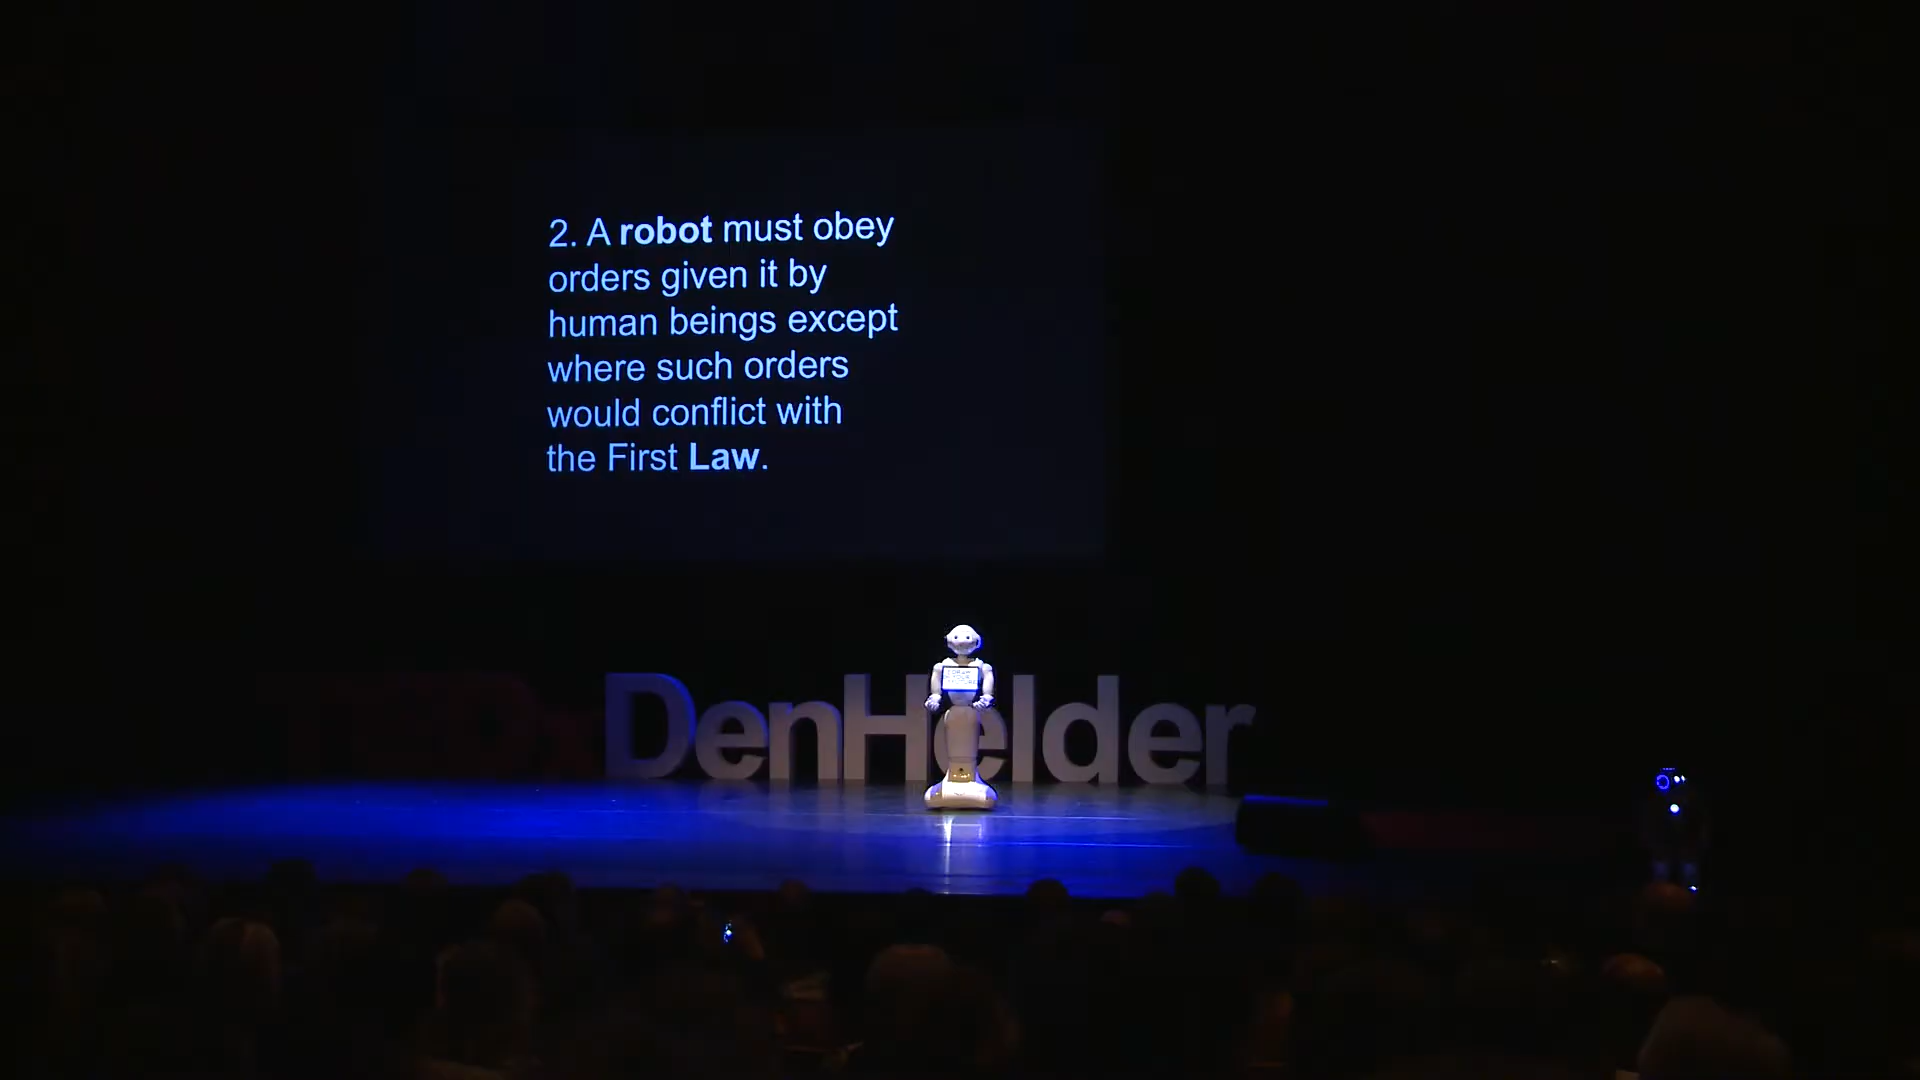 2. A robot must obey
orders given it by
human beings except
where such orders
would conflict with
the First Law.
DenHelder